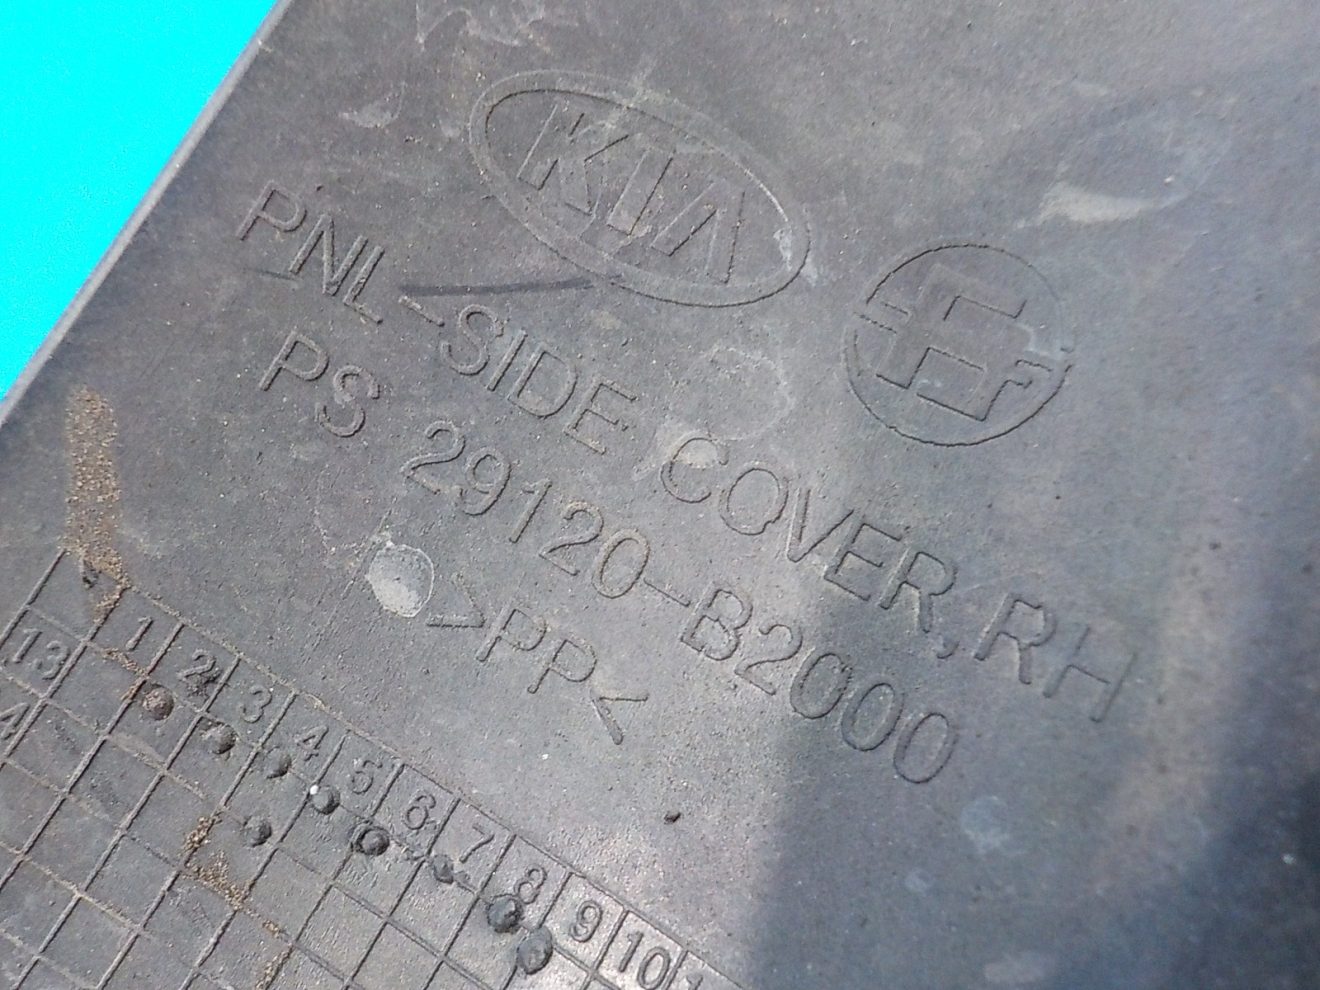 KIA
PNL-SIDE COVER, RH
PS 29120-B2000
>PP<
1 2 3 4 5 6 7 8 9 10
13